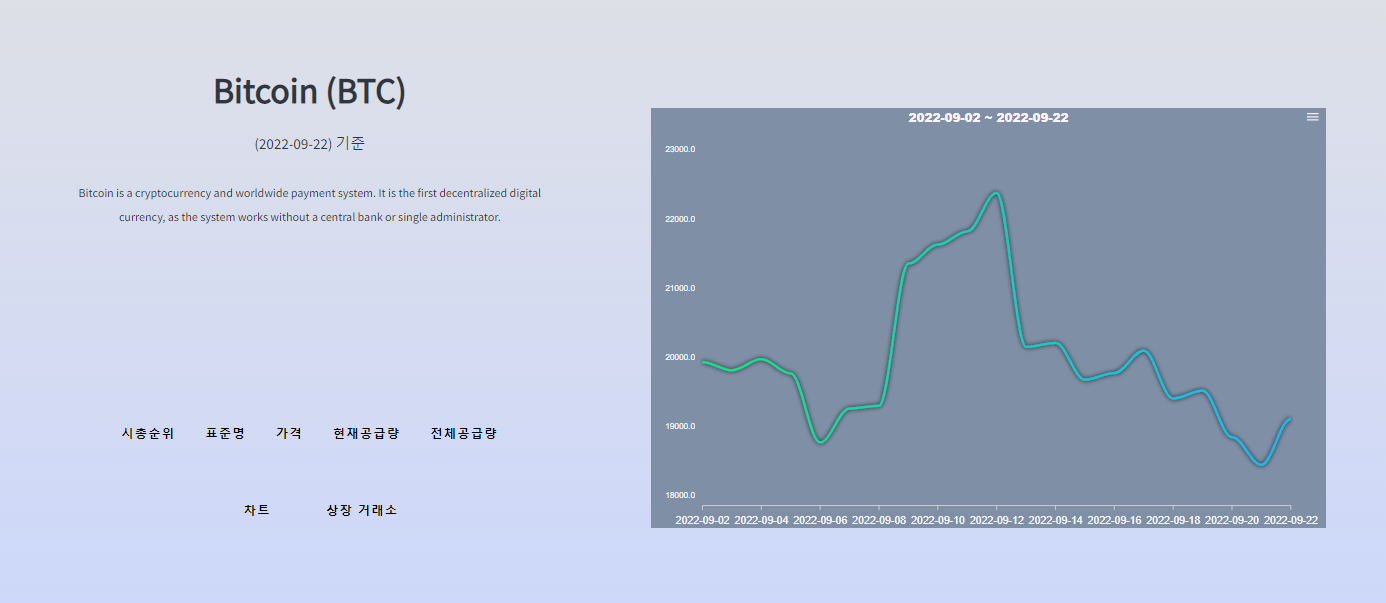 Bitcoin (BTC)
(2022-09-22) 기준
Bitcoin is a cryptocurrency and worldwide payment system. It is the first decentralized digital
currency, as the system works without a central bank or single administrator.
시총순위 표준명 가격 현재공급량 전체공급량
차트 상장 거래소
2022-09-02 ~ 2022-09-22
23000.0
22000.0
21000.0
20000.0
19000.0
18000.0
2022-09-02 2022-09-04 2022-09-06 2022-09-08 2022-09-10 2022-09-12 2022-09-14 2022-09-16 2022-09-18 2022-09-20 2022-09-22